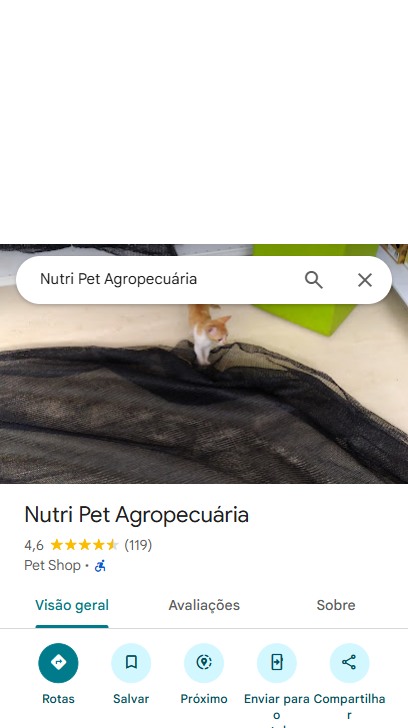 Nutri Pet Agropecuária
Nutri Pet Agropecuária
4,6 (119)
Pet Shop ·
Visão geral Avaliações Sobre
Rotas Salvar Próximo Enviar para o Compartilhar